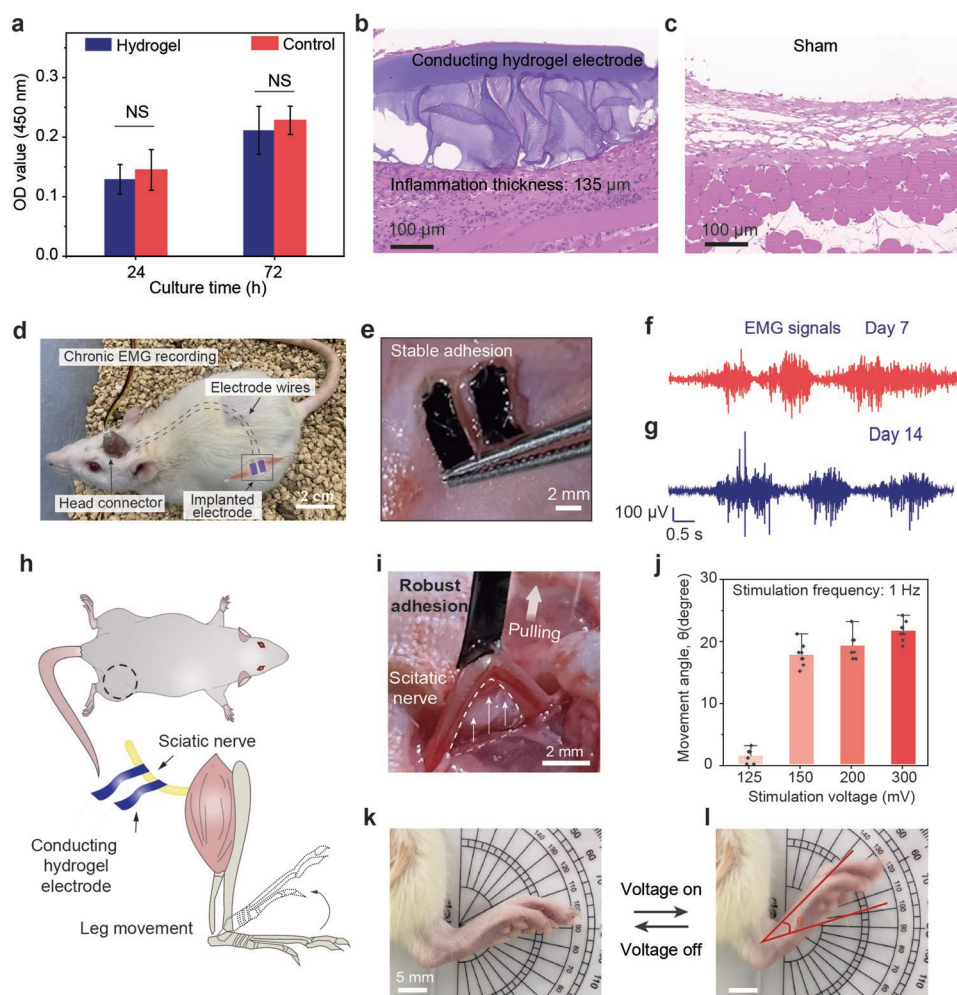 a
Hydrogel
Control
0.3
0.2
0.1
0.0
OD value (450 nm)
NS
NS
24
72
Culture time (h)
b
Conducting hydrogel electrode
Inflammation thickness: 135 μm
100 μm
c
Sham
100 μm
d
Chronic EMG recording
Electrode wires
Head connector
Implanted
electrode
2 cm
e
Stable adhesion
2 mm
f
EMG signals
Day 7
g
Day 14
100 μV
0.5 s
h
Sciatic nerve
Conducting
hydrogel
electrode
Leg movement
i
Robust
adhesion
Pulling
Scitatic
nerve
2 mm
j
Stimulation frequency: 1 Hz
30
20
10
0
Movement angle, θ(degree)
125
150
200
300
Stimulation voltage (mV)
k
5 mm
Voltage on
Voltage off
l
θ